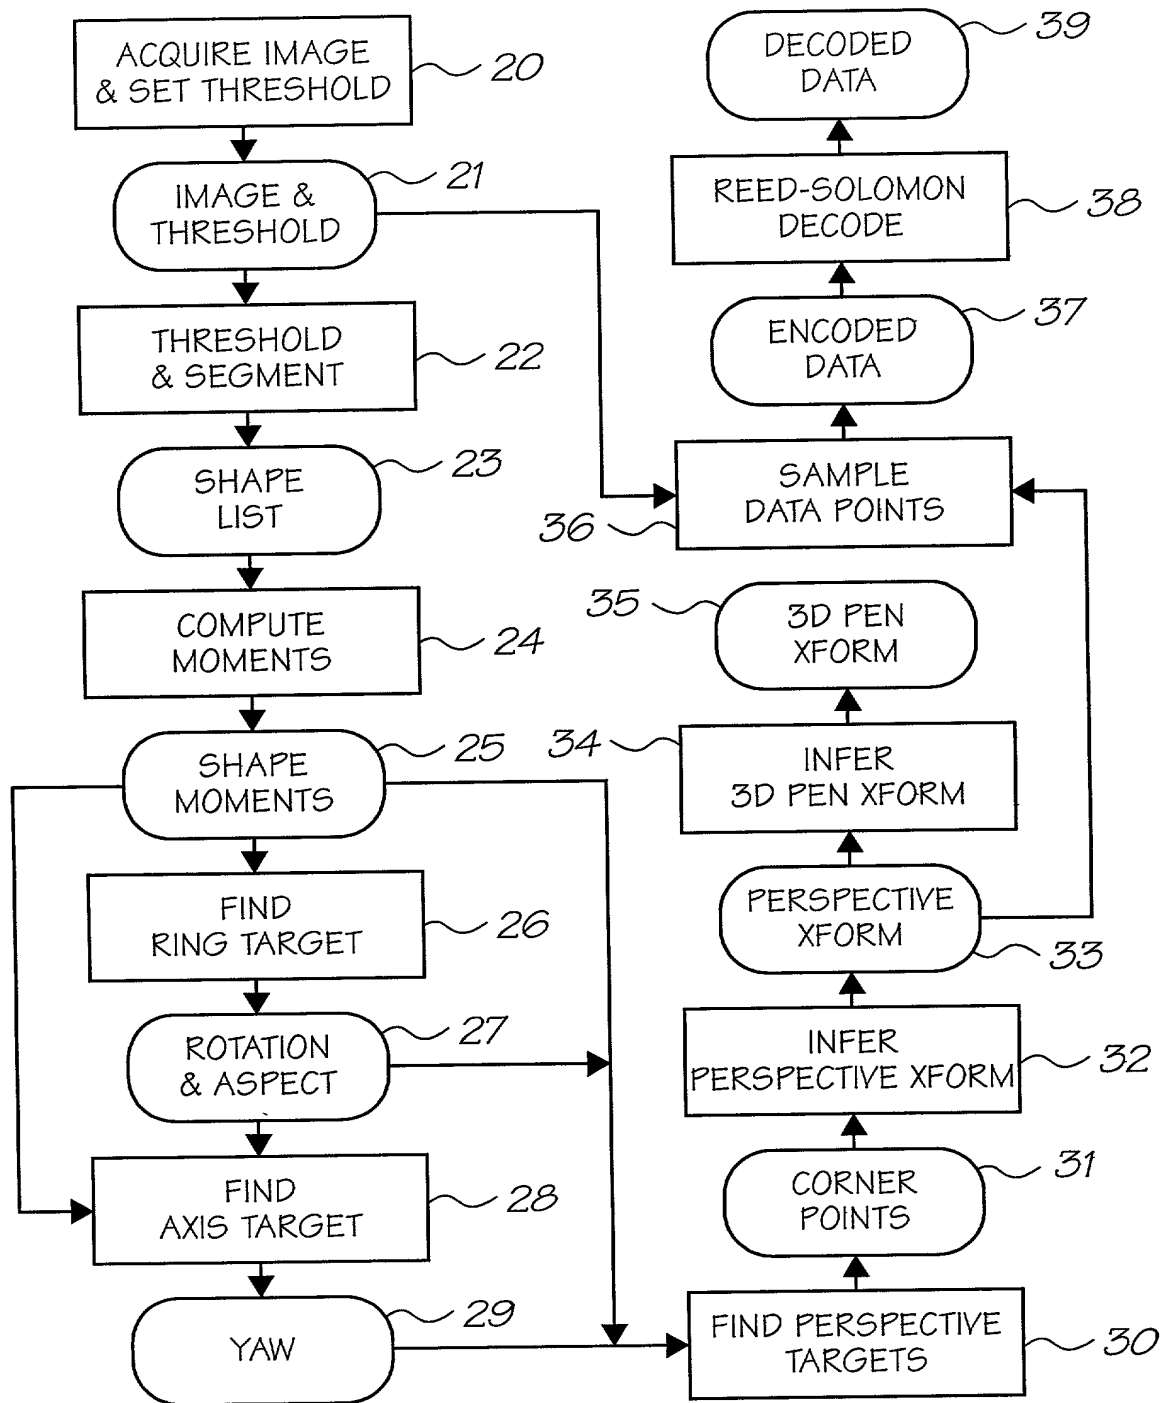 ACQUIRE IMAGE
& SET THRESHOLD
20
IMAGE &
THRESHOLD
21
THRESHOLD
& SEGMENT
22
SHAPE
LIST
23
COMPUTE
MOMENTS
24
SHAPE
MOMENTS
25
FIND
RING TARGET
26
ROTATION
& ASPECT
27
FIND
AXIS TARGET
28
YAW
29
FIND PERSPECTIVE
TARGETS
30
CORNER
POINTS
31
INFER
PERSPECTIVE XFORM
32
PERSPECTIVE
XFORM
33
INFER
3D PEN XFORM
34
3D PEN
XFORM
35
SAMPLE
DATA POINTS
36
ENCODED
DATA
37
REED-SOLOMON
DECODE
38
DECODED
DATA
39